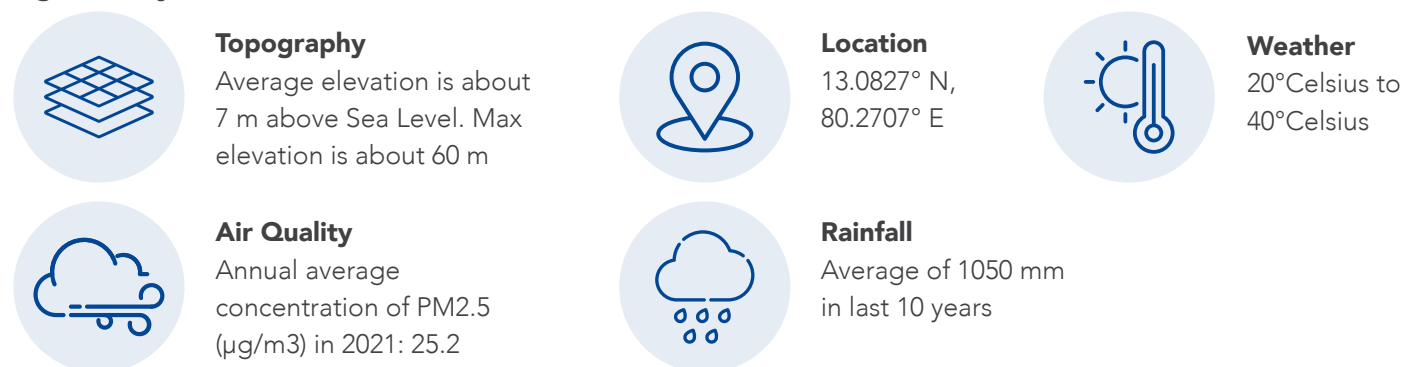 Topography
Average elevation is about
7 m above Sea Level. Max
elevation is about 60 m
Location
13.0827° N,
80.2707° E
Weather
20°Celsius to
40°Celsius
Air Quality
Annual average
concentration of PM2.5
(µg/m3) in 2021: 25.2
Rainfall
Average of 1050 mm
in last 10 years